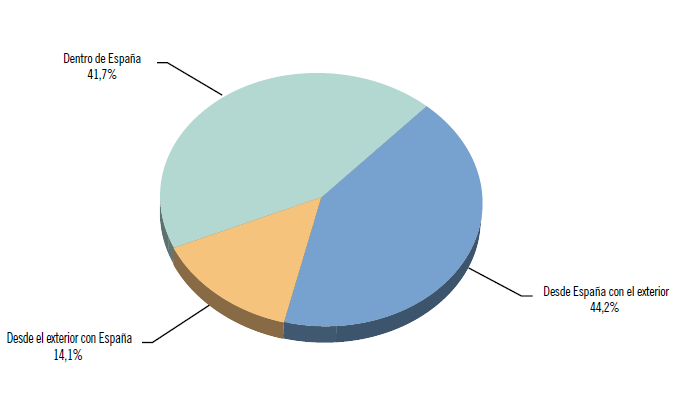 Dentro de España
41,7%
Desde España con el exterior
44,2%
Desde el exterior con España
14,1%